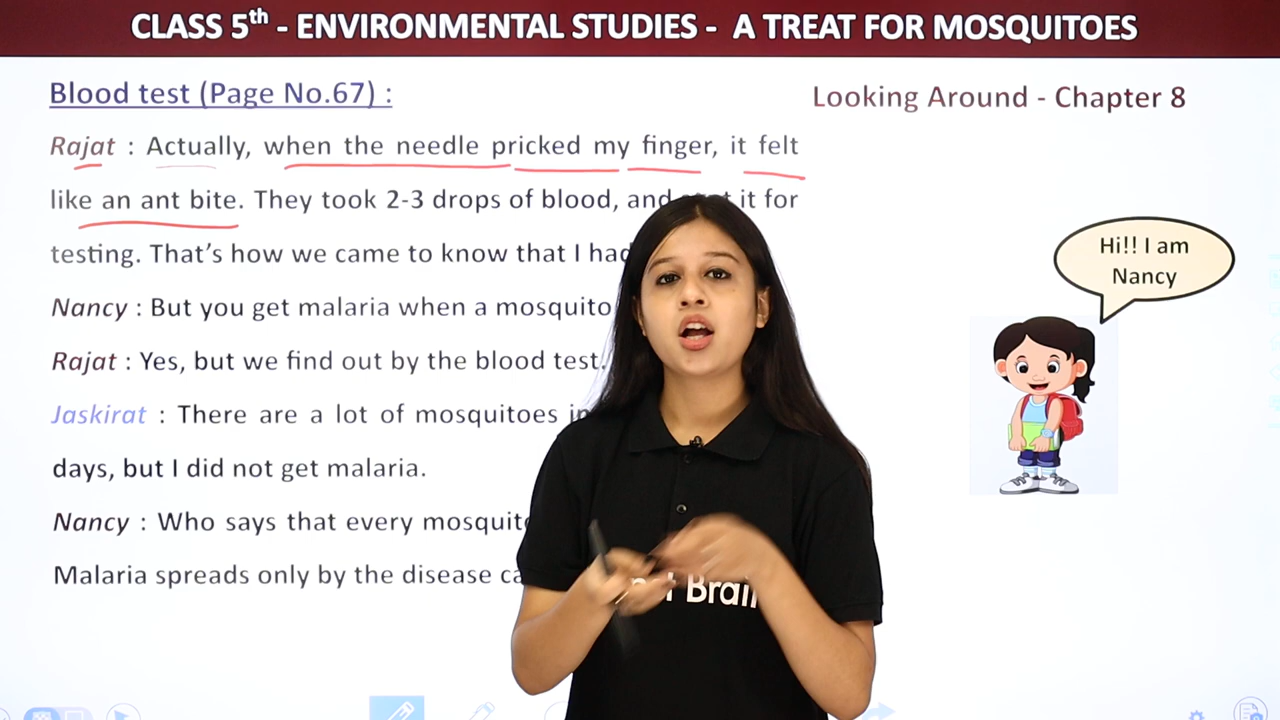 CLASS 5th - ENVIRONMENTAL STUDIES - A TREAT FOR MOSQUITOES
Blood test (Page No.67) :
Looking Around - Chapter 8
Rajat : Actually, when the needle pricked my finger, it felt
like an ant bite. They took 2-3 drops of blood, and it for
testing. That's how we came to know that I had
Nancy : But you get malaria when a mosquito
Rajat : Yes, but we find out by the blood test.
Jaskirat : There are a lot of mosquitoes in
days, but I did not get malaria.
Nancy : Who says that every
Malaria spreads only by the disease
Hi!! I am
Nancy